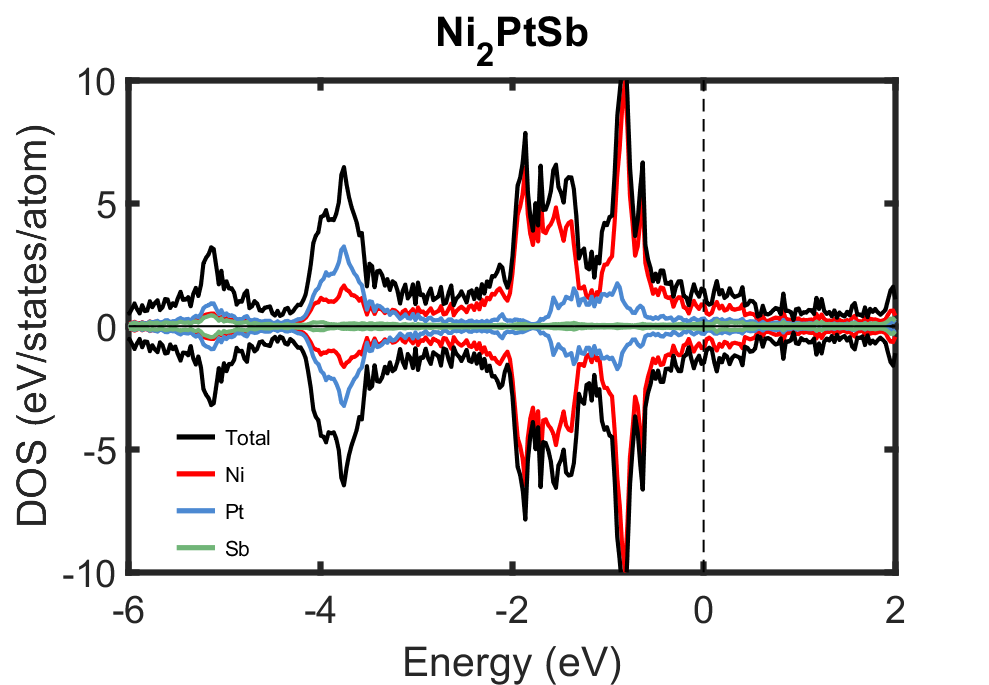 Ni₂PtSb
DOS (eV/states/atom)
10
5
0
-5
-10
Total
Ni
Pt
Sb
-6 -4 -2 0 2
Energy (eV)